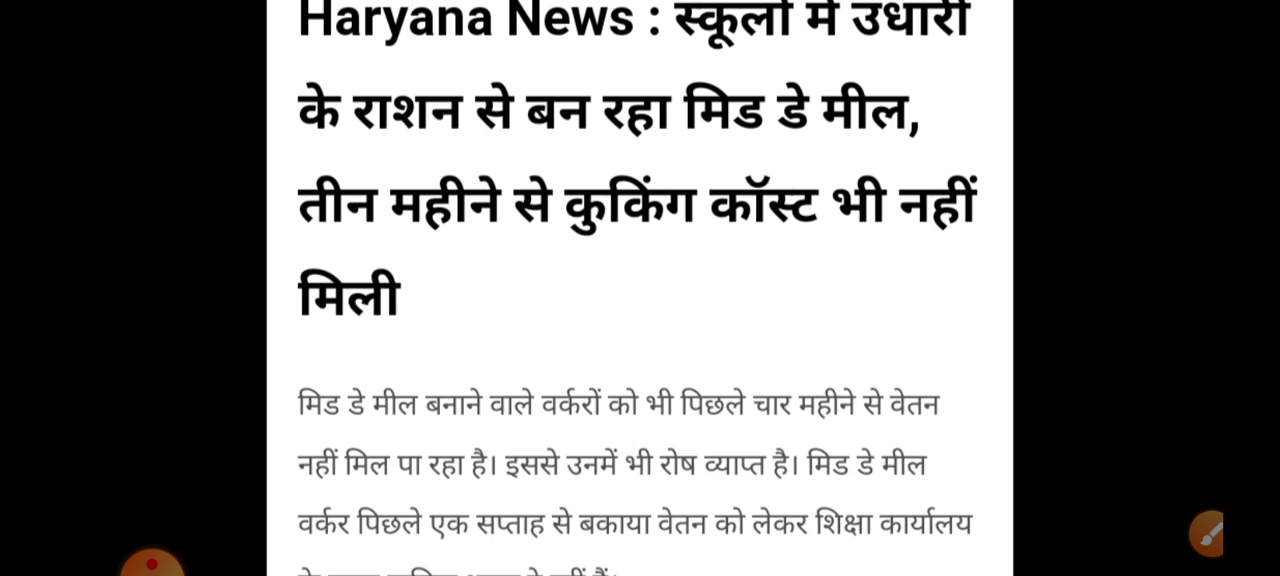 Haryana News : स्कूलों में उधारी
के राशन से बन रहा मिड डे मील,
तीन महीने से कुकिंग कॉस्ट भी नहीं
मिली
मिड डे मील बनाने वाले वर्करों को भी पिछले चार महीने से वेतन
नहीं मिल पा रहा है। इससे उनमें भी रोष व्याप्त है। मिड डे मील
वर्कर पिछले एक सप्ताह से बकाया वेतन को लेकर शिक्षा कार्यालय